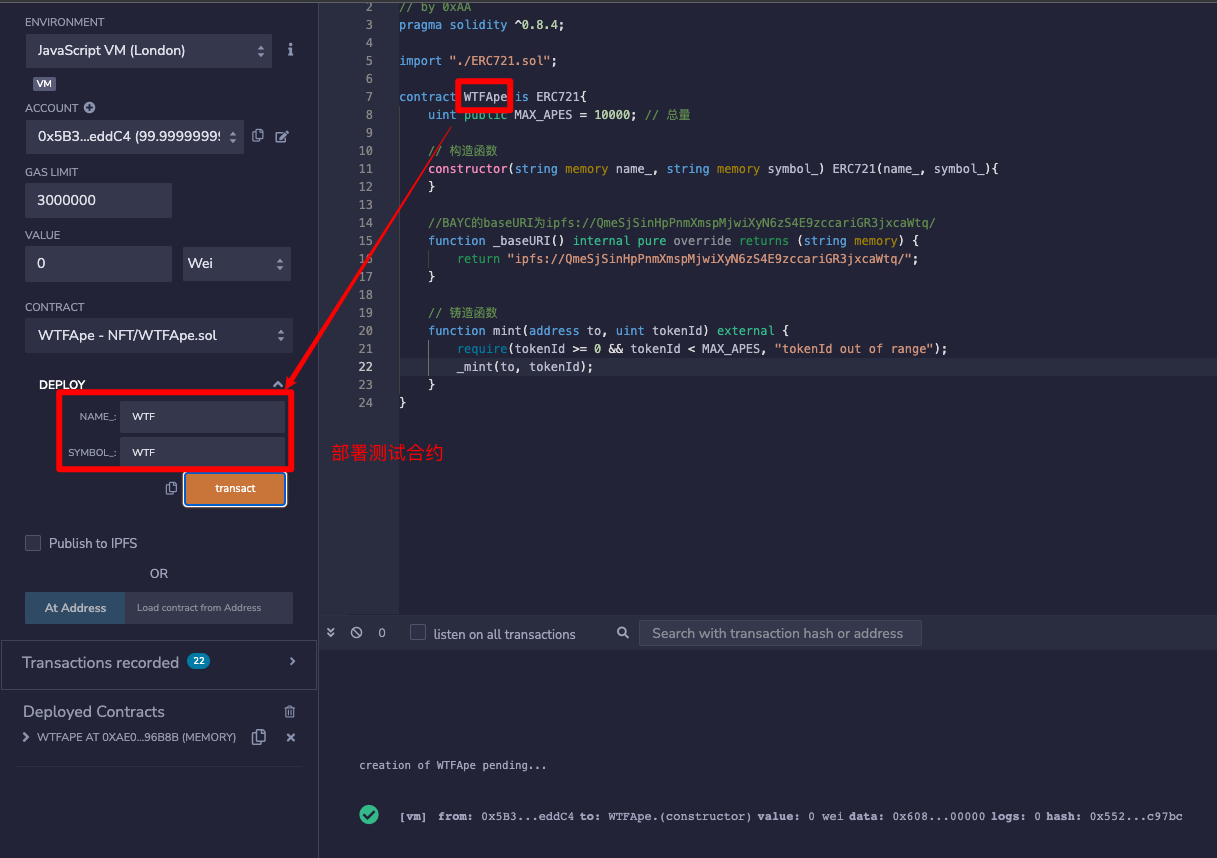 ENVIRONMENT
JavaScript VM (London)
VM
ACCOUNT
0x5B3...eddC4 (99.9999999
GAS LIMIT
3000000
VALUE
0
Wei
CONTRACT
WTFApe - NFT/WTFApe.sol
DEPLOY
NAME_: WTF
SYMBOL_: WTF
transact
Publish to IPFS
OR
At Address Load contract from Address
Transactions recorded 22
Deployed Contracts
WTFAPE AT 0XAE0...96B8B (MEMORY)
2 // by 0xAA
3 pragma solidity ^0.8.4;
4
5 import "./ERC721.sol";
6
7 contract WTFApe is ERC721{
8 uint public MAX_APES = 10000; // 总量
9
10 // 构造函数
11 constructor(string memory name_, string memory symbol_) ERC721(name_, symbol_){
12 }
13
14 //BAYC的baseURI为ipfs://QmeSjSinHpPnmXmspMjwiXyN6zS4E9zccariGR3jxcaWtq/
15 function _baseURI() internal pure override returns (string memory) {
16 return "ipfs://QmeSjSinHpPnmXmspMjwiXyN6zS4E9zccariGR3jxcaWtq/";
17 }
18
19 // 铸造函数
20 function mint(address to, uint tokenId) external {
21 require(tokenId >= 0 && tokenId < MAX_APES, "tokenId out of range");
22 _mint(to, tokenId);
23 }
24 }
部署测试合约
0 listen on all transactions Search with transaction hash or address
creation of WTFApe pending...
[vm] from: 0x5B3...eddC4 to: WTFApe.(constructor) value: 0 wei data: 0x608...00000 logs: 0 hash: 0x552...c97bc